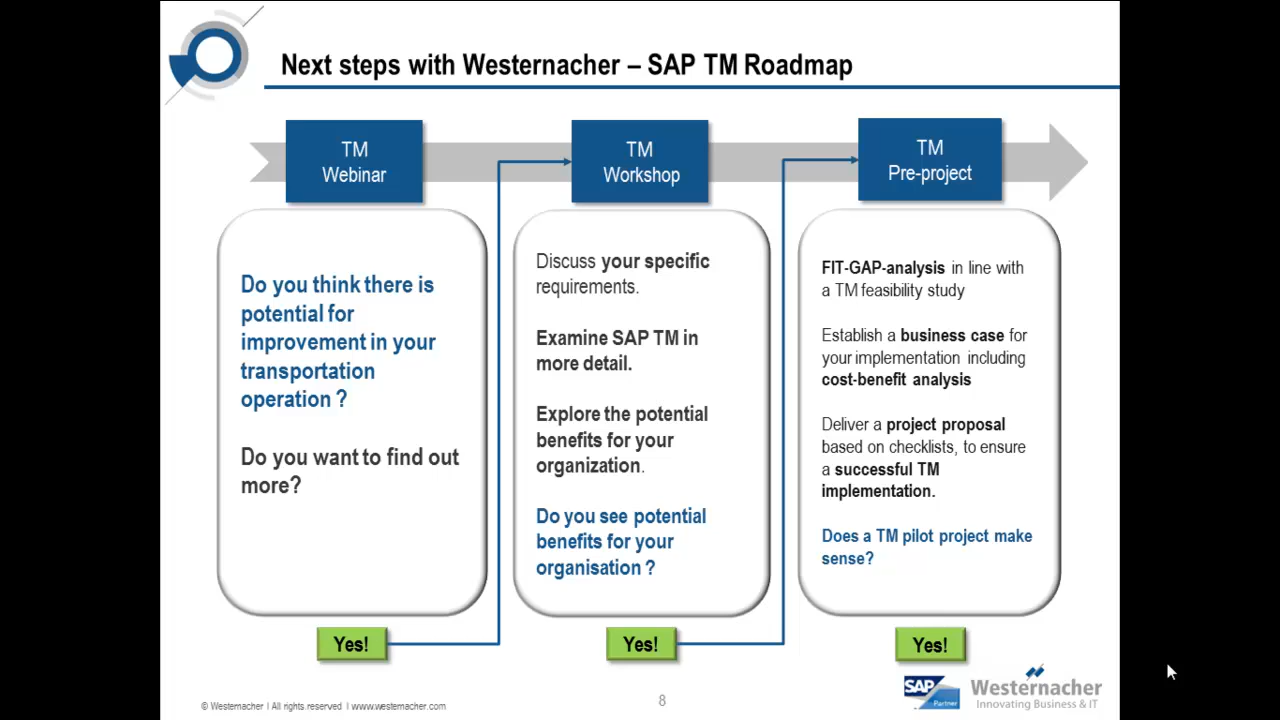 Next steps with Westernacher – SAP TM Roadmap
TM
Webinar
TM
Workshop
TM
Pre-project
Do you think there is
potential for
improvement in your
transportation
operation ?
Do you want to find out
more?
Discuss your specific
requirements.
Examine SAP TM in
more detail.
Explore the potential
benefits for your
organization.
Do you see potential
benefits for your
organisation ?
FIT-GAP-analysis in line with
a TM feasibility study
Establish a business case for
your implementation including
cost-benefit analysis
Deliver a project proposal
based on checklists, to ensure
a successful TM
implementation.
Does a TM pilot project make
sense?
Yes!
Yes!
Yes!
© Westernacher I All rights reserved I www.westernacher.com
8
SAP
Partner
Westernacher
Innovating Business & IT